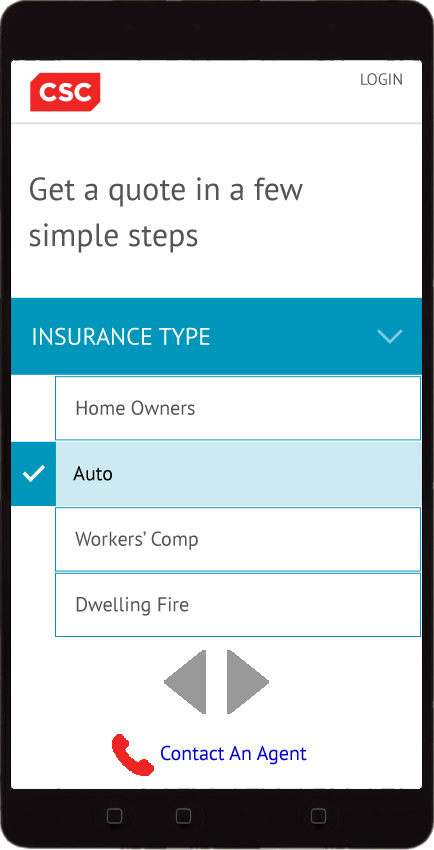 CSC
LOGIN
Get a quote in a few
simple steps
INSURANCE TYPE
Home Owners
Auto
Workers’ Comp
Dwelling Fire
Contact An Agent